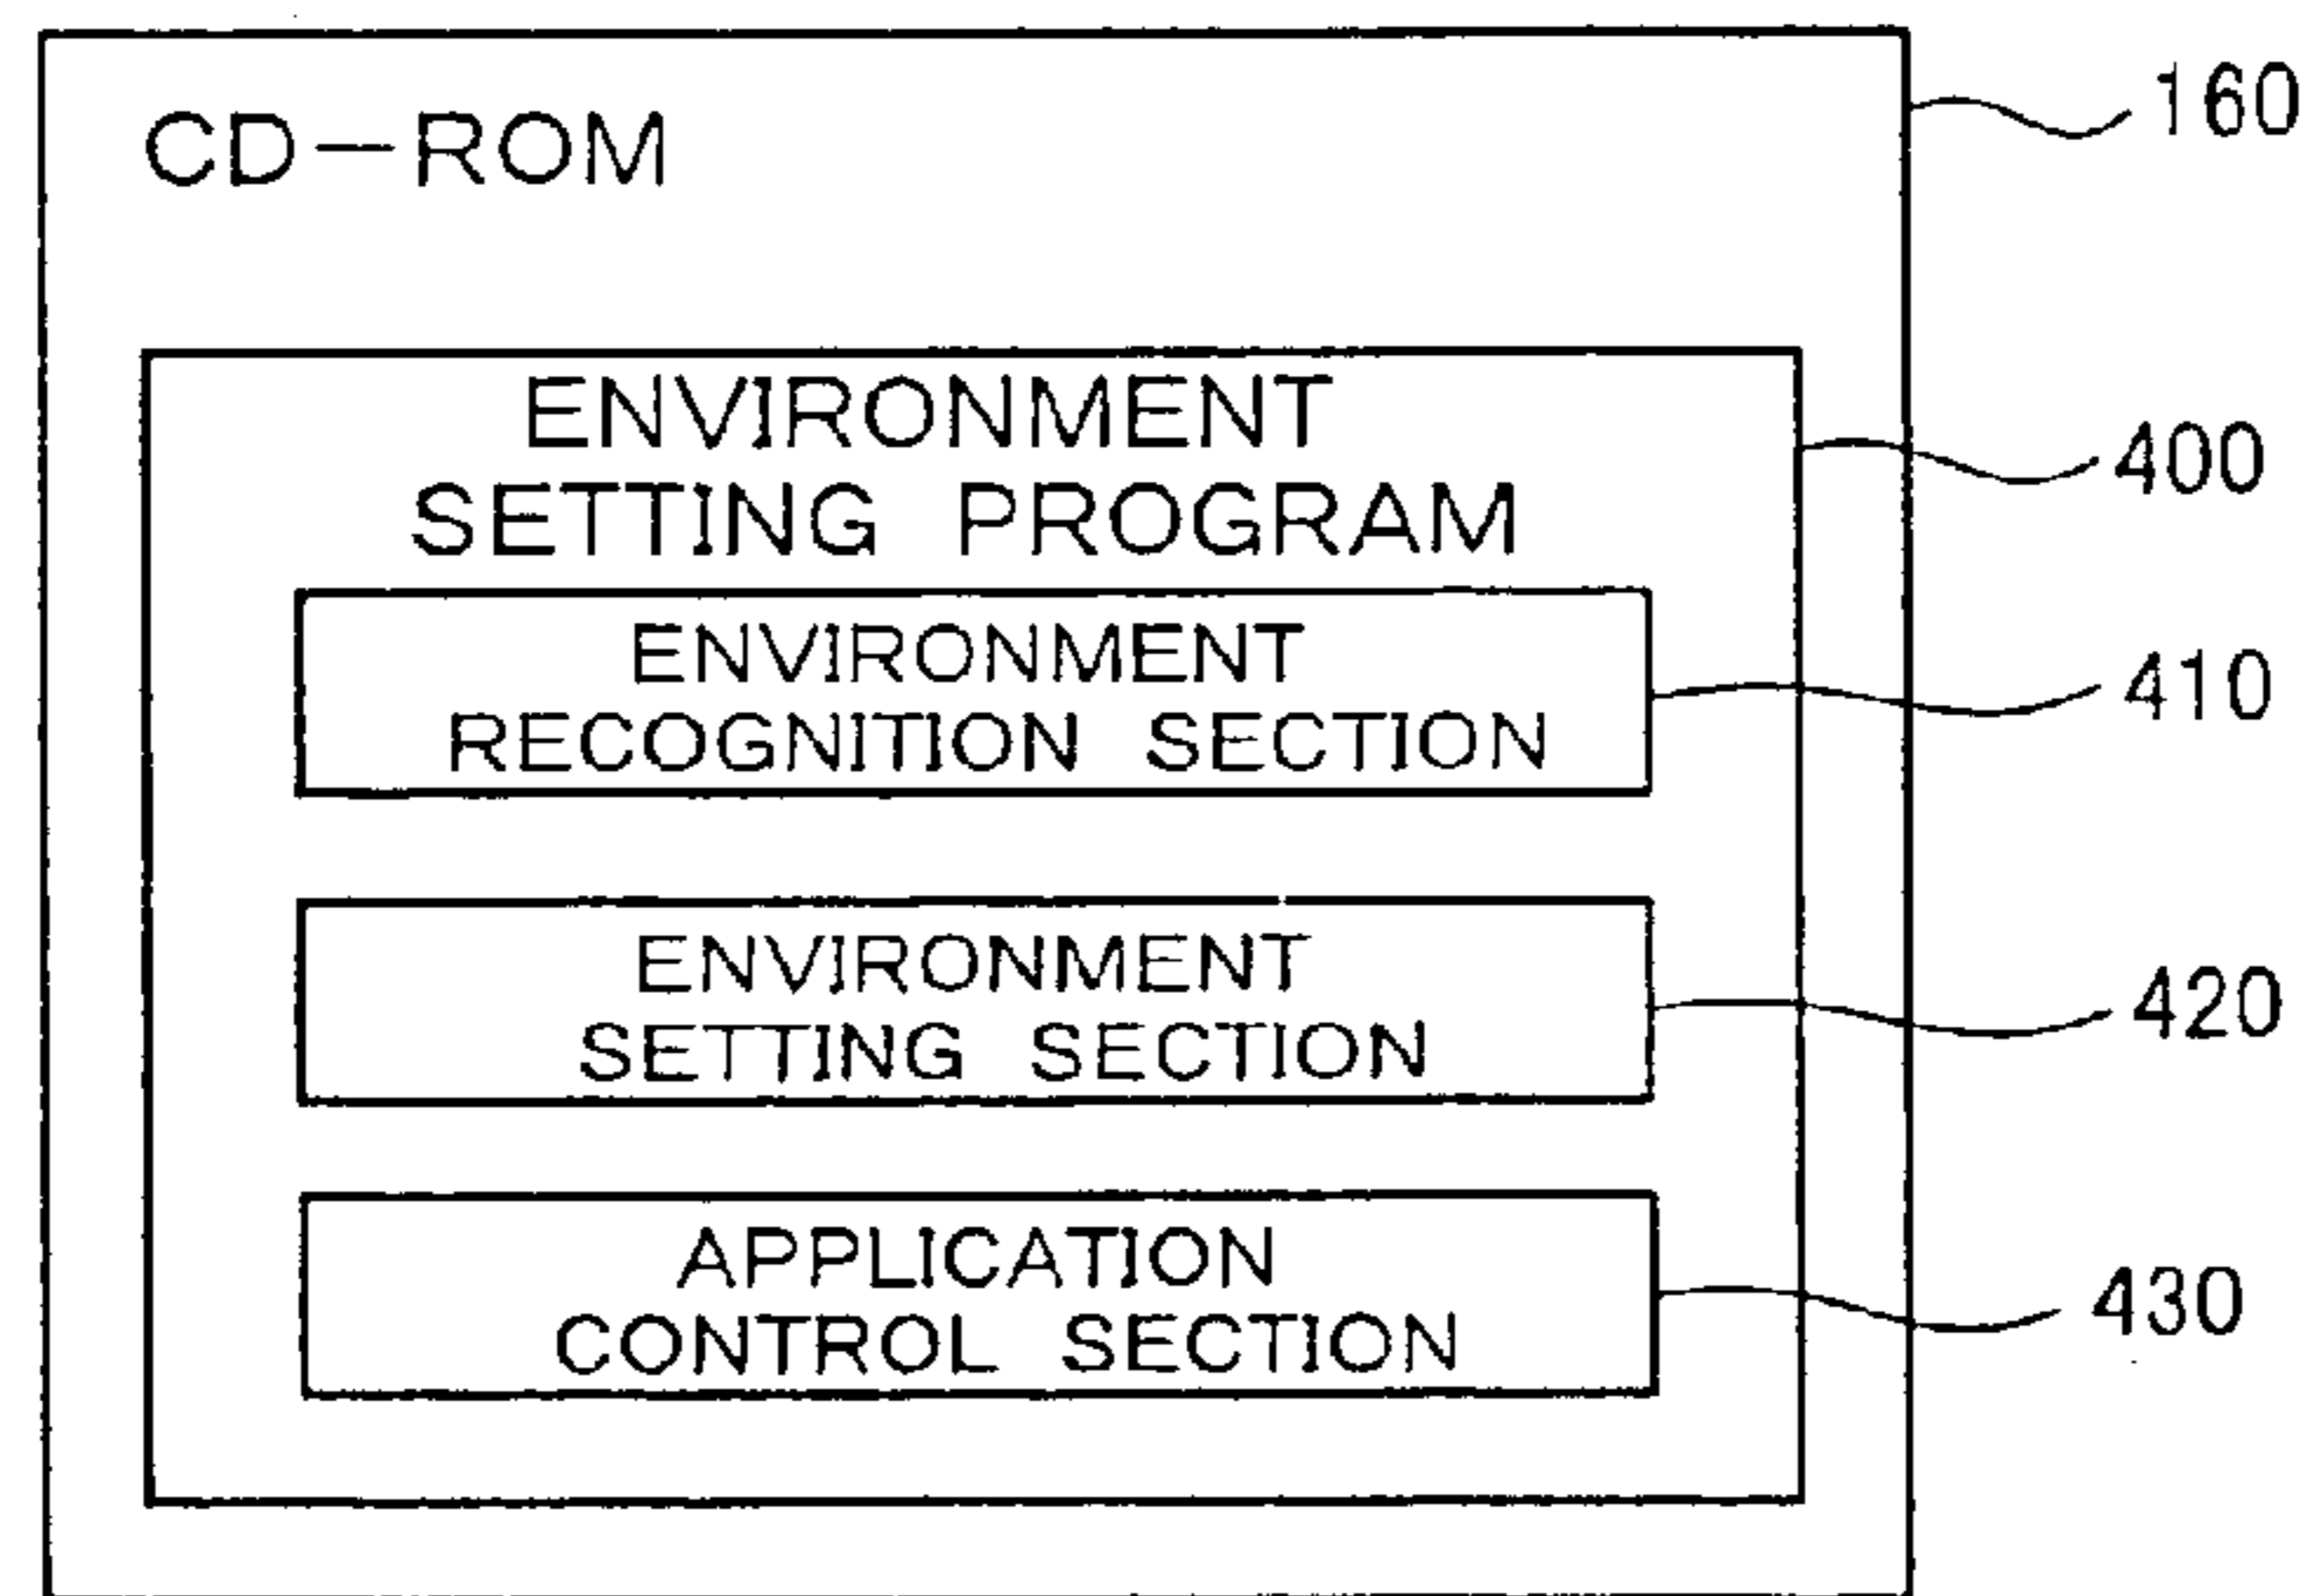 CD-ROM
160
ENVIRONMENT
SETTING PROGRAM
400
ENVIRONMENT
RECOGNITION SECTION
410
ENVIRONMENT
SETTING SECTION
420
APPLICATION
CONTROL SECTION
430